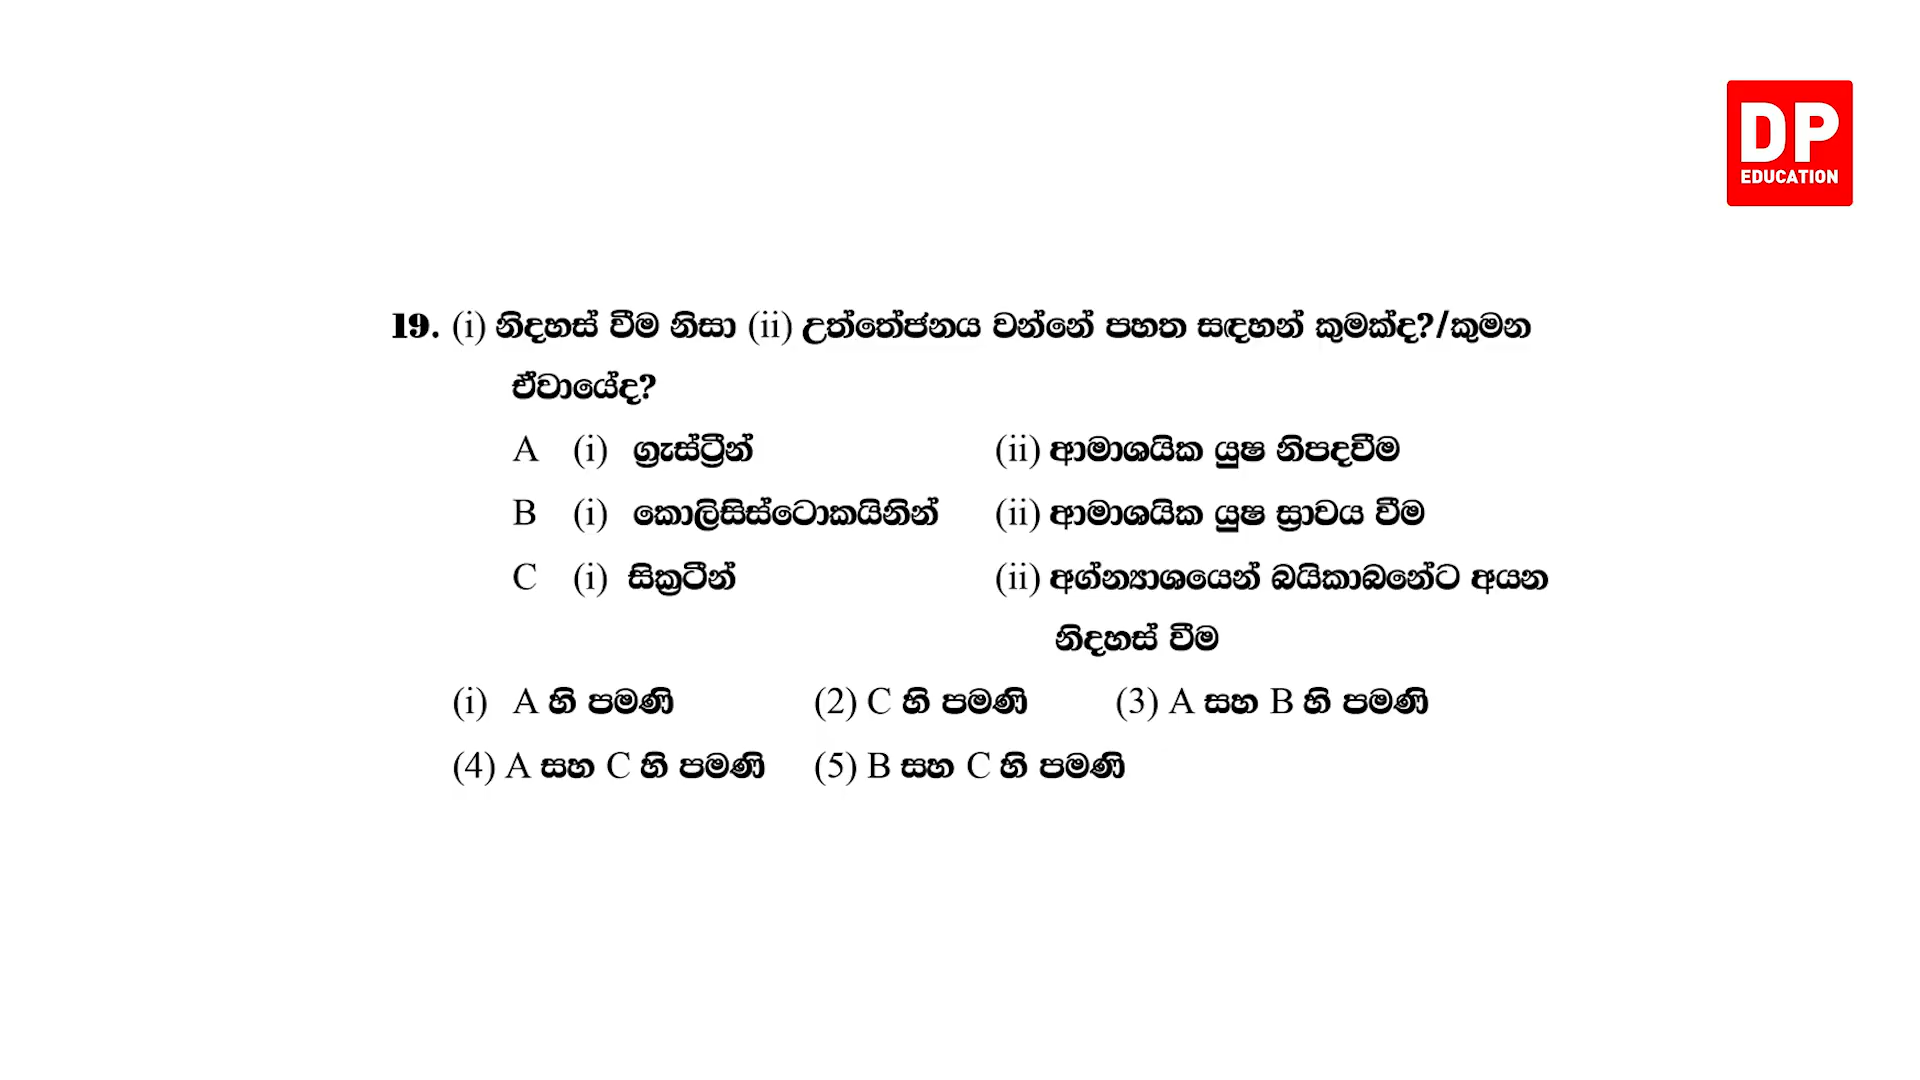 DP
EDUCATION
19. (i) නිදහස් වීම නිසා (ii) උත්තේජනය වන්නේ පහත සඳහන් කුමක්ද?/කුමන
ඒවායේද?
A (i) ග්‍රැස්ට්‍රීන් (ii) ආමාශයික යුෂ නිපදවීම
B (i) කොලිසිස්ටොකයිනින් (ii) ආමාශයික යුෂ ස්‍රාවය වීම
C (i) සික්‍රටීන් (ii) අග්න්‍යාශයෙන් බයිකාබනේට අයන
නිදහස් වීම
(i) A හි පමණි (2) C හි පමණි (3) A සහ B හි පමණි
(4) A සහ C හි පමණි (5) B සහ C හි පමණි